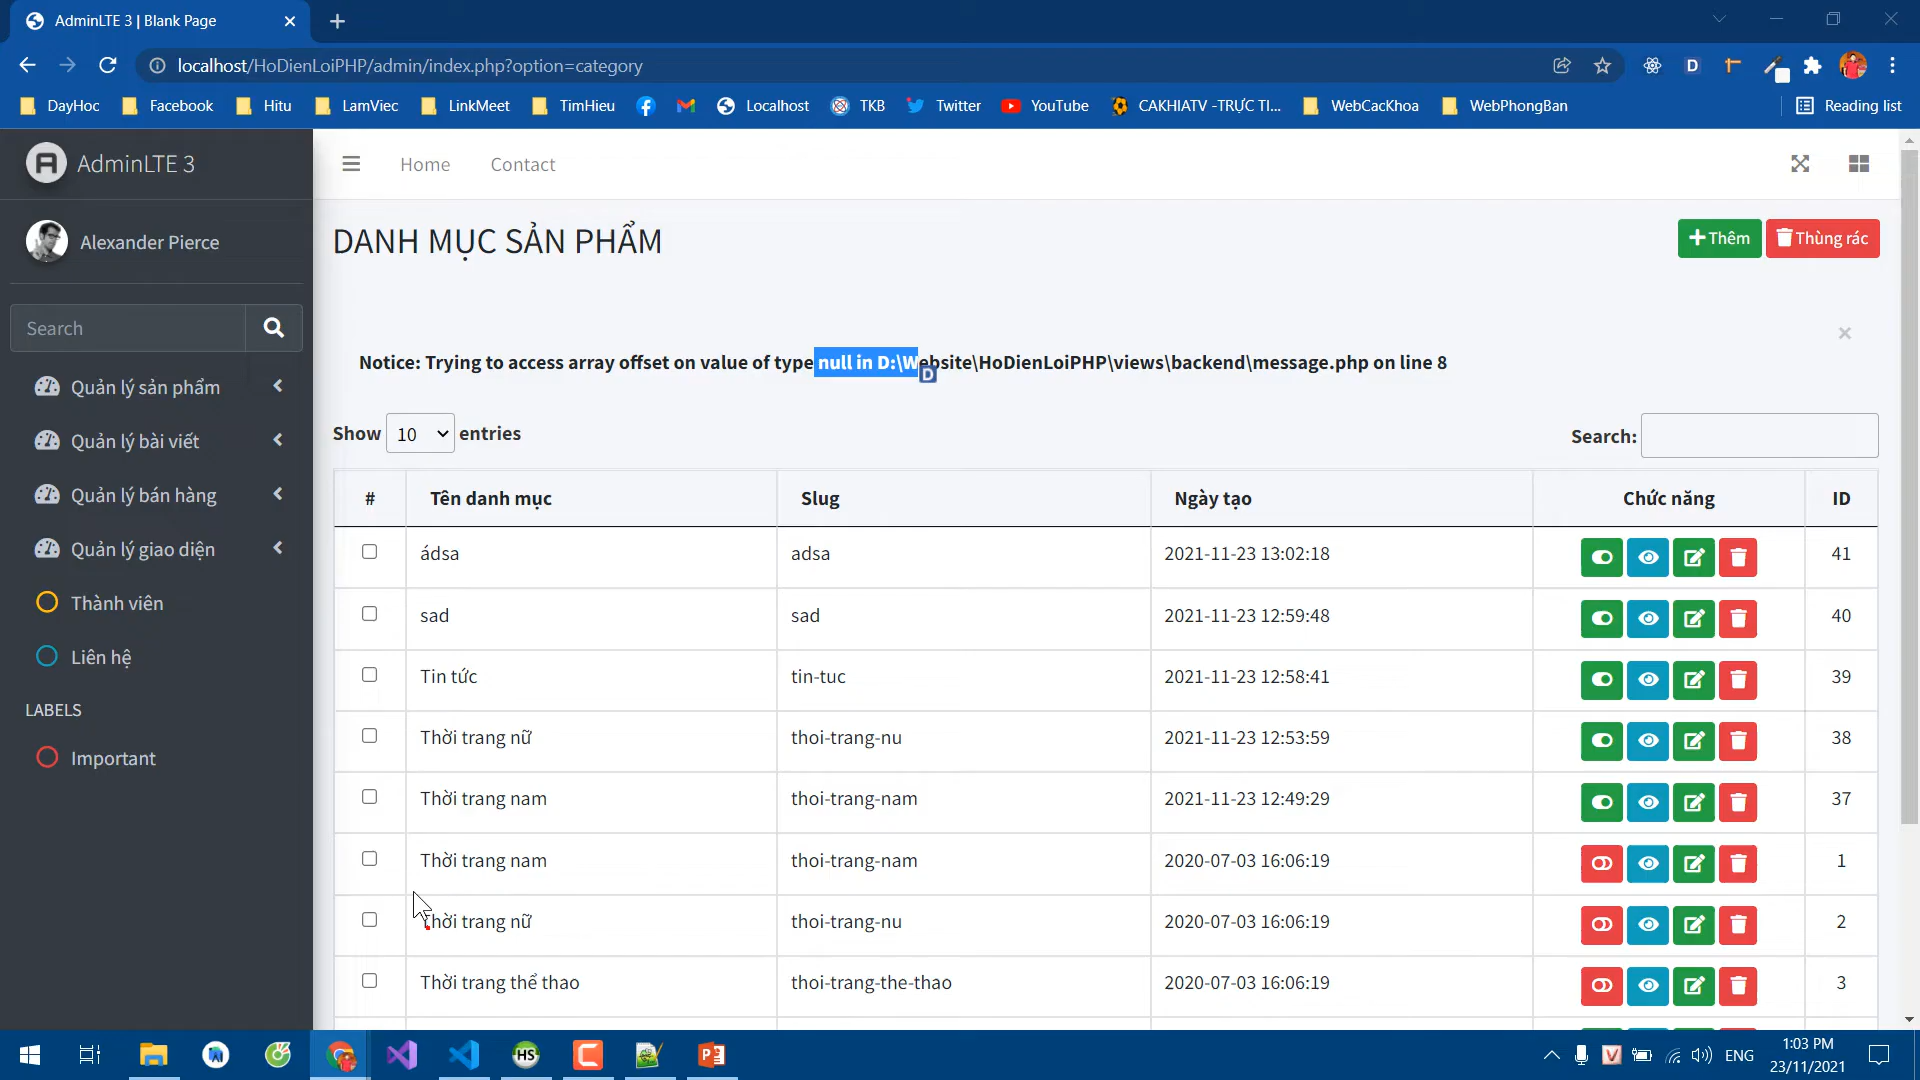 AdminLTE 3 | Blank Page
localhost/HoDienLoiPHP/admin/index.php?option=category
DayHoc Facebook Hitu LamViec LinkMeet TimHieu Localhost TKB Twitter YouTube CAKHIATV -TRỰC TI... WebCacKhoa WebPhongBan Reading list
AdminLTE 3
Home Contact
Alexander Pierce
Search
Quản lý sản phẩm
Quản lý bài viết
Quản lý bán hàng
Quản lý giao diện
Thành viên
Liên hệ
LABELS
Important
DANH MỤC SẢN PHẨM
Thêm Thùng rác
×
Notice: Trying to access array offset on value of type null in D:\Website\HoDienLoiPHP\views\backend\message.php on line 8
Show 10 entries Search:
# Tên danh mục Slug Ngày tạo Chức năng ID
ádsa adsa 2021-11-23 13:02:18 41
sad sad 2021-11-23 12:59:48 40
Tin tức tin-tuc 2021-11-23 12:58:41 39
Thời trang nữ thoi-trang-nu 2021-11-23 12:53:59 38
Thời trang nam thoi-trang-nam 2021-11-23 12:49:29 37
Thời trang nam thoi-trang-nam 2020-07-03 16:06:19 1
Thời trang nữ thoi-trang-nu 2020-07-03 16:06:19 2
Thời trang thể thao thoi-trang-the-thao 2020-07-03 16:06:19 3
ENG
1:03 PM
23/11/2021